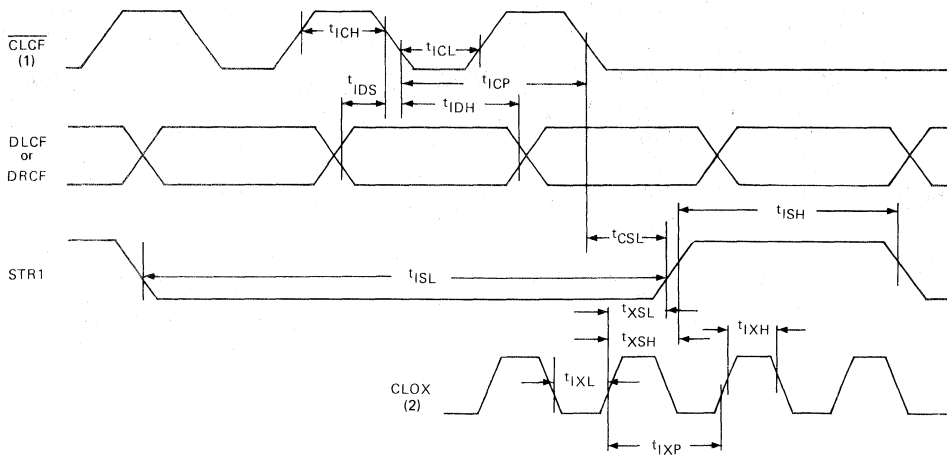 CLCF
(1)
tICH
tICL
tICP
tIDS
tIDH
DLCF
or
DRCF
tISH
tCSL
STR1
tISL
tXSL
tXSH
tIXH
tIXL
CLOX
(2)
tIXP